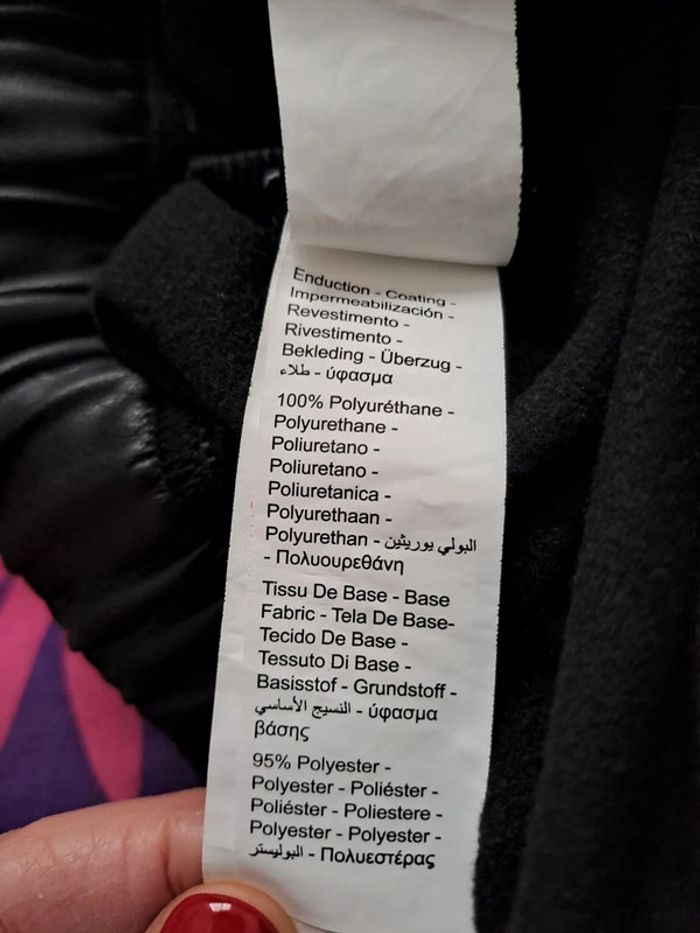 Enduction - Coating -
Impermeabilización -
Revestimento -
Rivestimento -
Bekleding - Überzug -
طلاء - ύφασμα
100% Polyuréthane -
Polyurethane -
Poliuretano -
Poliuretano -
Poliuretanica -
Polyurethaan -
Polyurethan - البولي يوريثين
- Πολυουρεθάνη
Tissu De Base - Base
Fabric - Tela De Base-
Tecido De Base -
Tessuto Di Base -
Basisstof - Grundstoff -
النسيج الأساسي - ύφασμα
βάσης
95% Polyester -
Polyester - Poliéster -
Poliéster - Poliestere -
Polyester - Polyester -
البوليستر - Πολυεστέρας